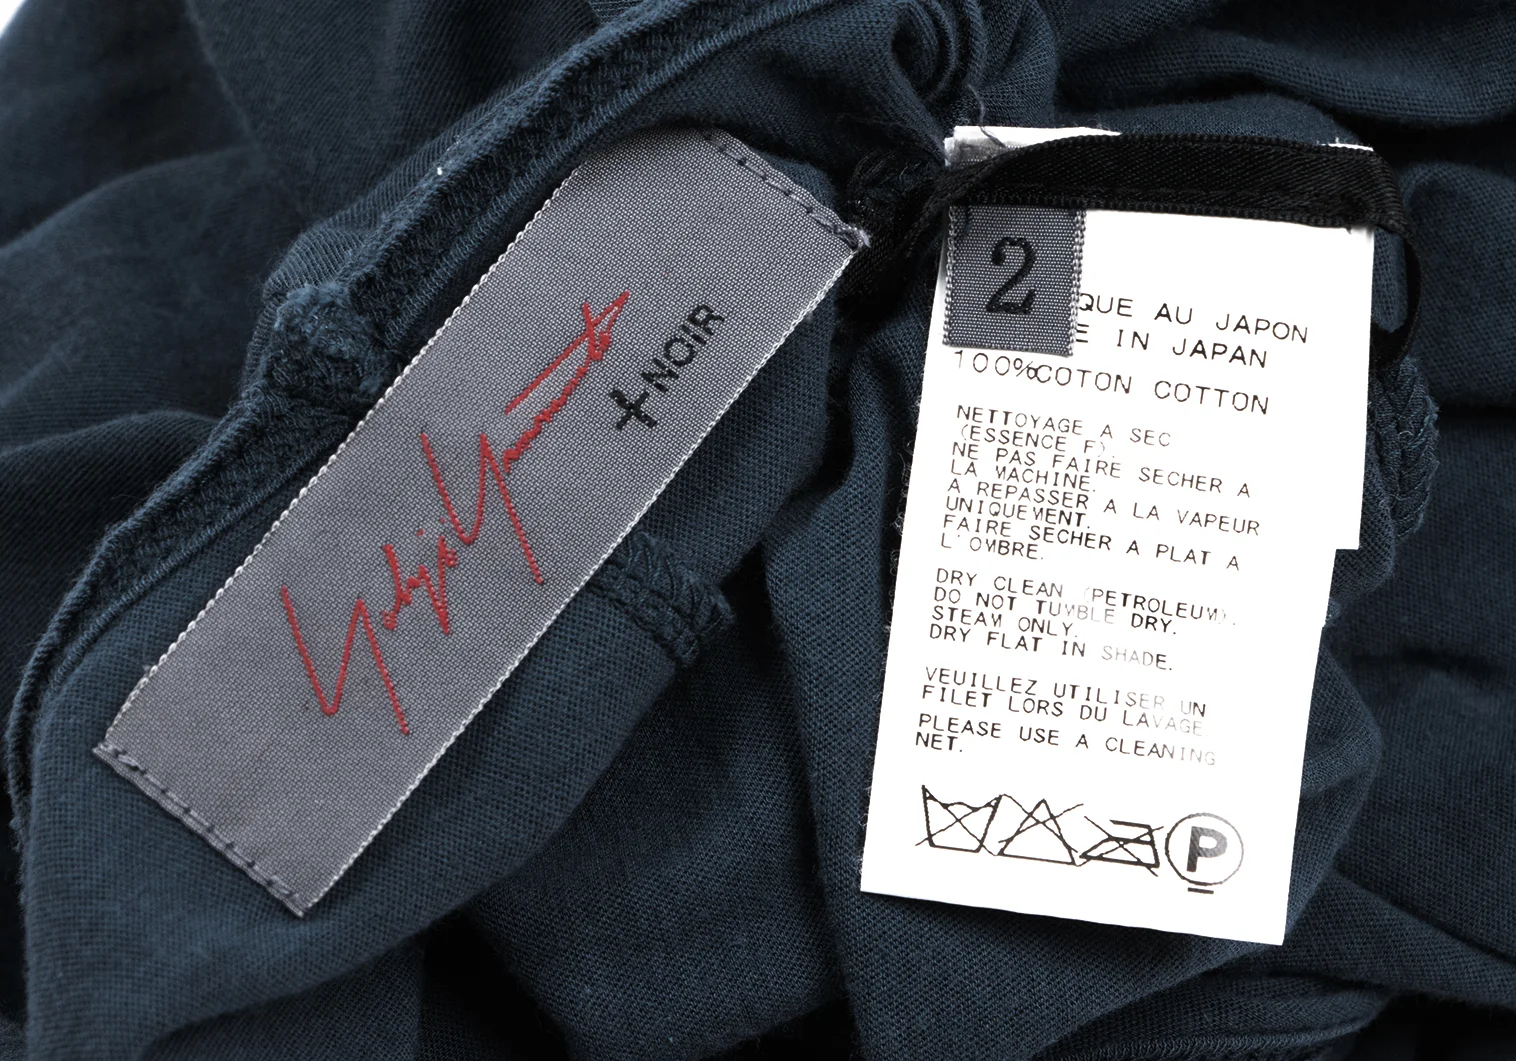 Yohji Yamamoto
+NOIR
2
QUE AU JAPON
E IN JAPAN
100%COTON COTTON
NETTOYAGE A SEC
(ESSENCE F).
NE PAS FAIRE SECHER A
LA MACHINE.
A REPASSER A LA VAPEUR
UNIQUEMENT.
FAIRE SECHER A PLAT A
L'OMBRE.
DRY CLEAN (PETROLEUM).
DO NOT TUMBLE DRY.
STEAM ONLY.
DRY FLAT IN SHADE.
VEUILLEZ UTILISER UN
FILET LORS DU LAVAGE.
PLEASE USE A CLEANING
NET.
P